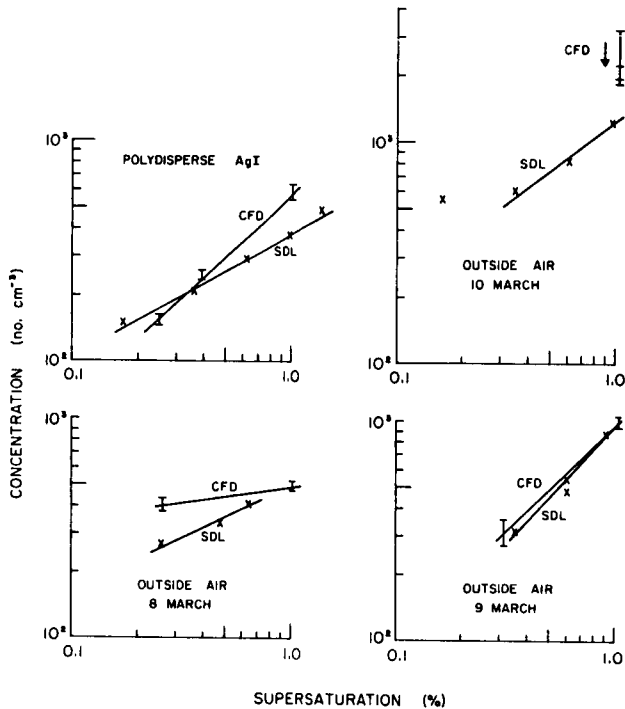 POLYDISPERSE AgI
CFD
SDL
10³
10²
0.1
1.0
CFD
SDL
OUTSIDE AIR
10 MARCH
10³
10²
0.1
1.0
CFD
SDL
OUTSIDE AIR
8 MARCH
10³
10²
0.1
1.0
CFD
SDL
OUTSIDE AIR
9 MARCH
10³
10²
0.1
1.0
CONCENTRATION (no. cm⁻³)
SUPERSATURATION (%)